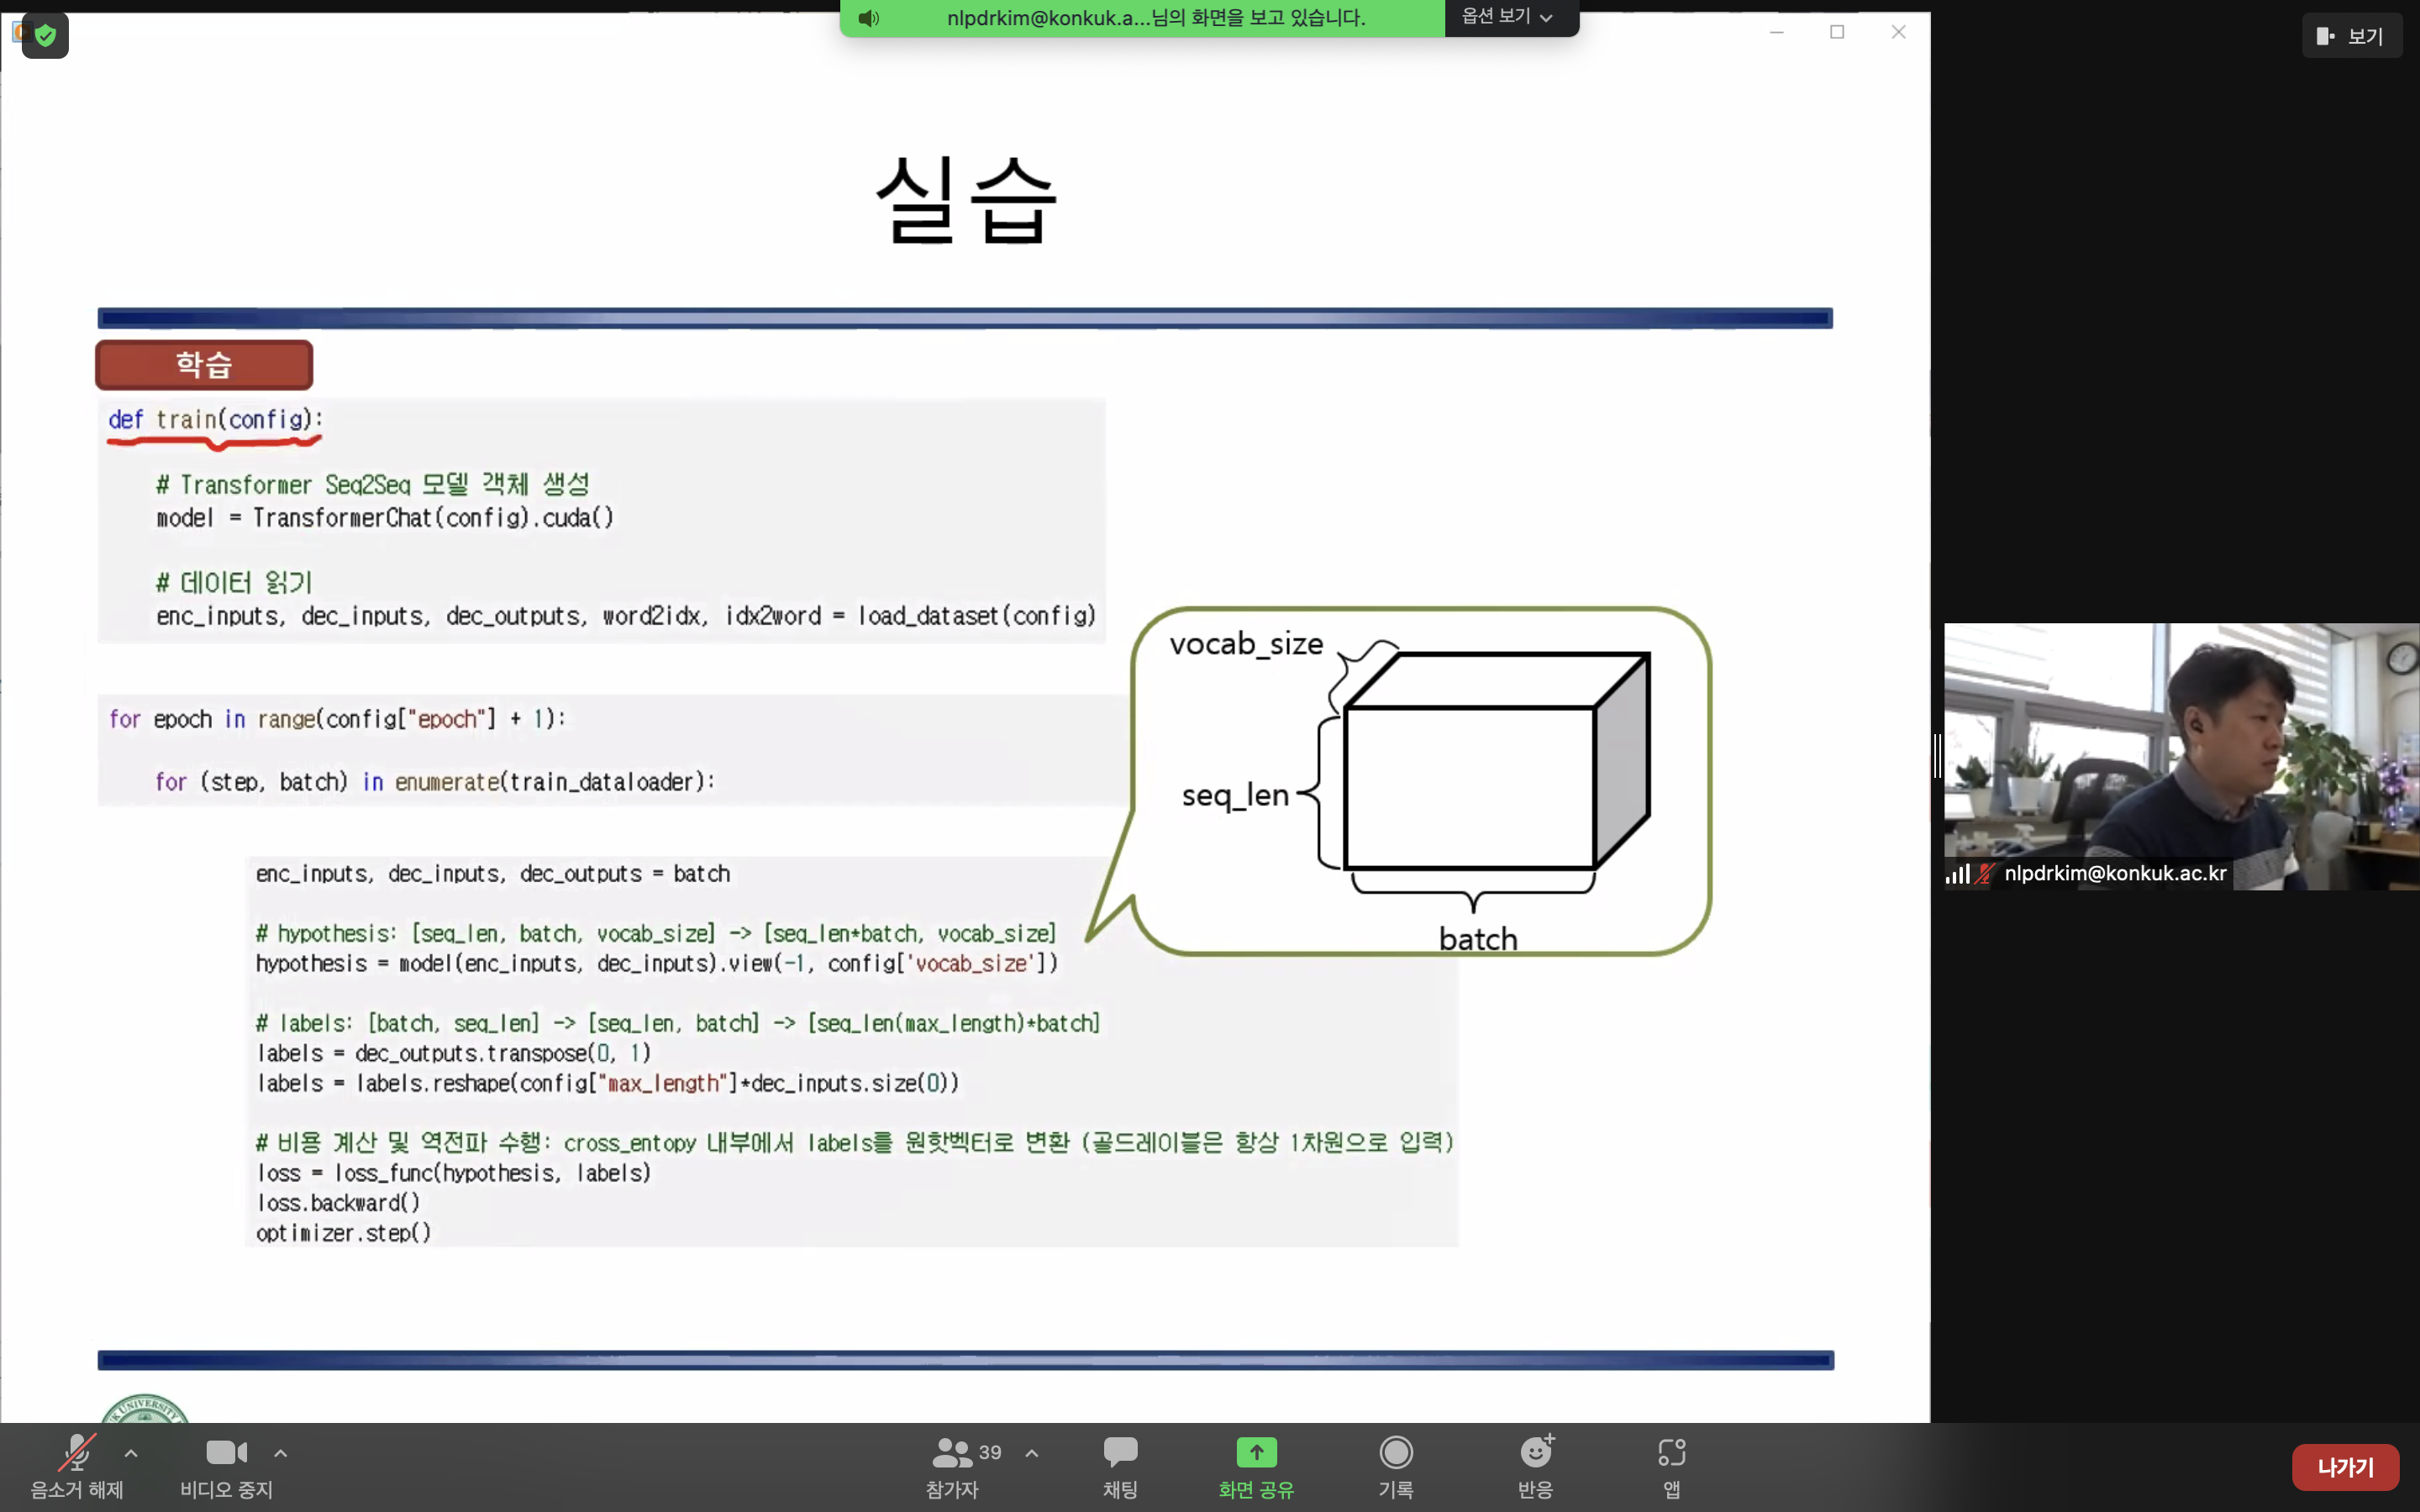 nlpdrkim@konkuk.a...님의 화면을 보고 있습니다.
옵션 보기
보기
실습
학습
def train(config):
# Transformer Seq2Seq 모델 객체 생성
model = TransformerChat(config).cuda()
# 데이터 읽기
enc_inputs, dec_inputs, dec_outputs, word2idx, idx2word = load_dataset(config)
for epoch in range(config["epoch"] + 1):
for (step, batch) in enumerate(train_dataloader):
enc_inputs, dec_inputs, dec_outputs = batch
# hypothesis: [seq_len, batch, vocab_size] -> [seq_len*batch, vocab_size]
hypothesis = model(enc_inputs, dec_inputs).view(-1, config['vocab_size'])
# labels: [batch, seq_len] -> [seq_len, batch] -> [seq_len(max_length)*batch]
labels = dec_outputs.transpose(0, 1)
labels = labels.reshape(config["max_length"]*dec_inputs.size(0))
# 비용 계산 및 역전파 수행: cross_entopy 내부에서 labels를 원핫벡터로 변환 (골드레이블은 항상 1차원으로 입력)
loss = loss_func(hypothesis, labels)
loss.backward()
optimizer.step()
vocab_size
seq_len
batch
nlpdrkim@konkuk.ac.kr
UNIVERSITY
음소거 해제
비디오 중지
39
참가자
채팅
화면 공유
기록
반응
앱
나가기